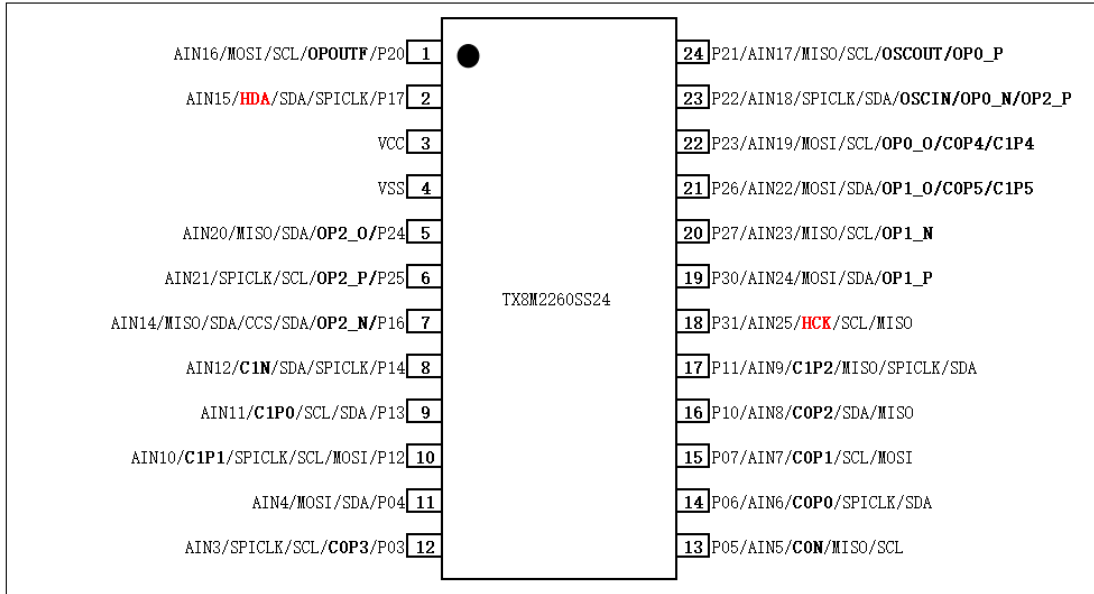 AIN16/MOSI/SCL/OPOUTF/P20 1
AIN15/HDA/SDA/SPICLK/P17 2
VCC 3
VSS 4
AIN20/MISO/SDA/OP2_O/P24 5
AIN21/SPICLK/SCL/OP2_P/P25 6
AIN14/MISO/SDA/CCS/SDA/OP2_N/P16 7
AIN12/C1N/SDA/SPICLK/P14 8
AIN11/C1P0/SCL/SDA/P13 9
AIN10/C1P1/SPICLK/SCL/MOSI/P12 10
AIN4/MOSI/SDA/P04 11
AIN3/SPICLK/SCL/C0P3/P03 12
TX8M2260SS24
24 P21/AIN17/MISO/SCL/OSCOUT/OP0_P
23 P22/AIN18/SPICLK/SDA/OSCIN/OP0_N/OP2_P
22 P23/AIN19/MOSI/SCL/OP0_O/C0P4/C1P4
21 P26/AIN22/MOSI/SDA/OP1_O/C0P5/C1P5
20 P27/AIN23/MISO/SCL/OP1_N
19 P30/AIN24/MOSI/SDA/OP1_P
18 P31/AIN25/HCK/SCL/MISO
17 P11/AIN9/C1P2/MISO/SPICLK/SDA
16 P10/AIN8/C0P2/SDA/MISO
15 P07/AIN7/C0P1/SCL/MOSI
14 P06/AIN6/C0P0/SPICLK/SDA
13 P05/AIN5/C0N/MISO/SCL